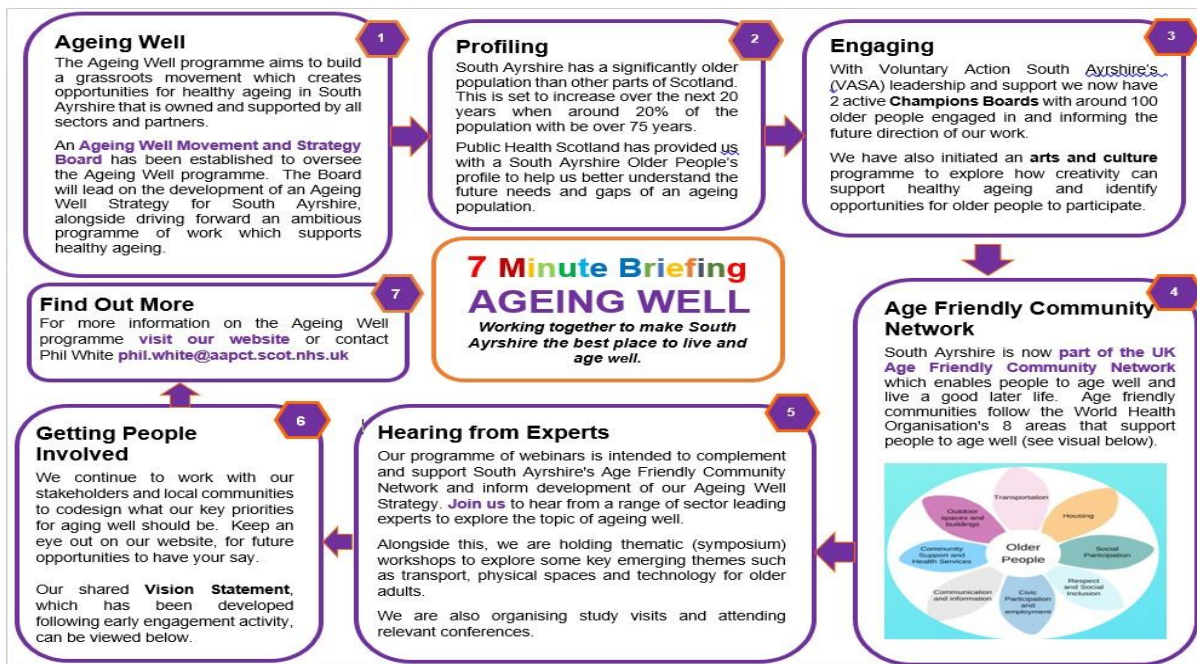 1
Ageing Well
The Ageing Well programme aims to build
a grassroots movement which creates
opportunities for healthy ageing in South
Ayrshire that is owned and supported by all
sectors and partners.
An Ageing Well Movement and Strategy
Board has been established to oversee
the Ageing Well programme. The Board
will lead on the development of an Ageing
Well Strategy for South Ayrshire,
alongside driving forward an ambitious
programme of work which supports
healthy ageing.
2
Profiling
South Ayrshire has a significantly older
population than other parts of Scotland.
This is set to increase over the next 20
years when around 20% of the
population with be over 75 years.
Public Health Scotland has provided us
with a South Ayrshire Older People's
profile to help us better understand the
future needs and gaps of an ageing
population.
3
Engaging
With Voluntary Action South Ayrshire's
(VASA) leadership and support we now have
2 active Champions Boards with around 100
older people engaged in and informing the
future direction of our work.
We have also initiated an arts and culture
programme to explore how creativity can
support healthy ageing and identify
opportunities for older people to participate.
7 Minute Briefing
AGEING WELL
Working together to make South
Ayrshire the best place to live and
age well.
4
Age Friendly Community
Network
South Ayrshire is now part of the UK
Age Friendly Community Network
which enables people to age well and
live a good later life. Age friendly
communities follow the World Health
Organisation's 8 areas that support
people to age well (see visual below).
Transportation
Housing
Social
Participation
Respect
and Social
Inclusion
Civic
Participation
and
employment
Communication
and information
Community
Support and
Health Services
Outdoor
spaces and
buildings
Older
People
5
Hearing from Experts
Our programme of webinars is intended to complement
and support South Ayrshire's Age Friendly Community
Network and inform development of our Ageing Well
Strategy. Join us to hear from a range of sector leading
experts to explore the topic of ageing well.
Alongside this, we are holding thematic (symposium)
workshops to explore some key emerging themes such
as transport, physical spaces and technology for older
adults.
We are also organising study visits and attending
relevant conferences.
6
Getting People
Involved
We continue to work with our
stakeholders and local communities
to codesign what our key priorities
for aging well should be. Keep an
eye out on our website, for future
opportunities to have your say.
Our shared Vision Statement,
which has been developed
following early engagement activity,
can be viewed below.
7
Find Out More
For more information on the Ageing Well
programme visit our website or contact
Phil White phil.white@aapct.scot.nhs.uk